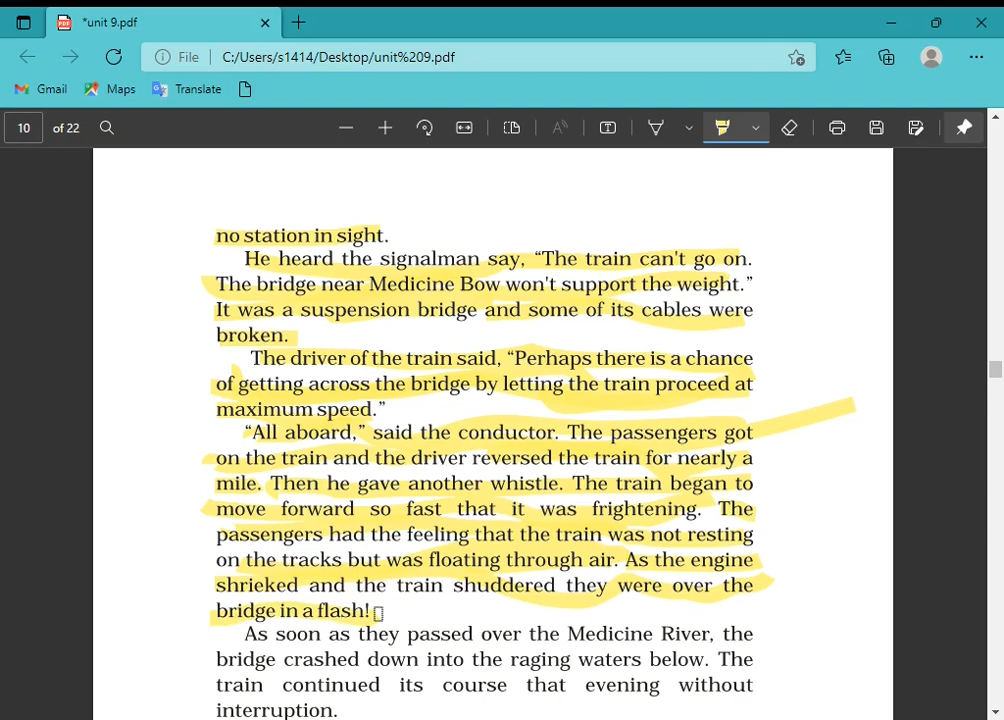 *unit 9.pdf
File C:/Users/s1414/Desktop/unit%209.pdf
Gmail Maps Translate
10 of 22
no station in sight.
He heard the signalman say, “The train can't go on.
The bridge near Medicine Bow won't support the weight.”
It was a suspension bridge and some of its cables were
broken.
The driver of the train said, “Perhaps there is a chance
of getting across the bridge by letting the train proceed at
maximum speed.”
“All aboard,” said the conductor. The passengers got
on the train and the driver reversed the train for nearly a
mile. Then he gave another whistle. The train began to
move forward so fast that it was frightening. The
passengers had the feeling that the train was not resting
on the tracks but was floating through air. As the engine
shrieked and the train shuddered they were over the
bridge in a flash!
As soon as they passed over the Medicine River, the
bridge crashed down into the raging waters below. The
train continued its course that evening without
interruption.